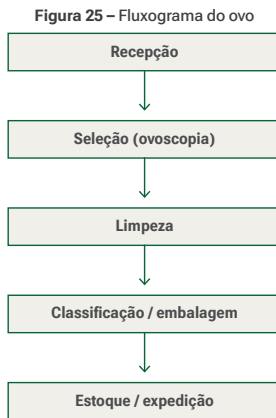 Figura 25 – Fluxograma do ovo
Recepção
Seleção (ovoscopia)
Limpeza
Classificação / embalagem
Estoque / expedição